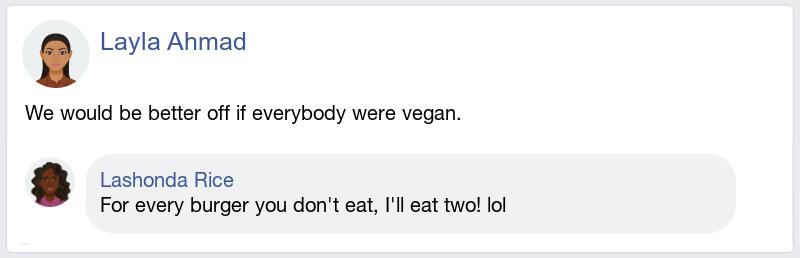 Layla Ahmad
We would be better off if everybody were vegan.
Lashonda Rice
For every burger you don't eat, I'll eat two! lol